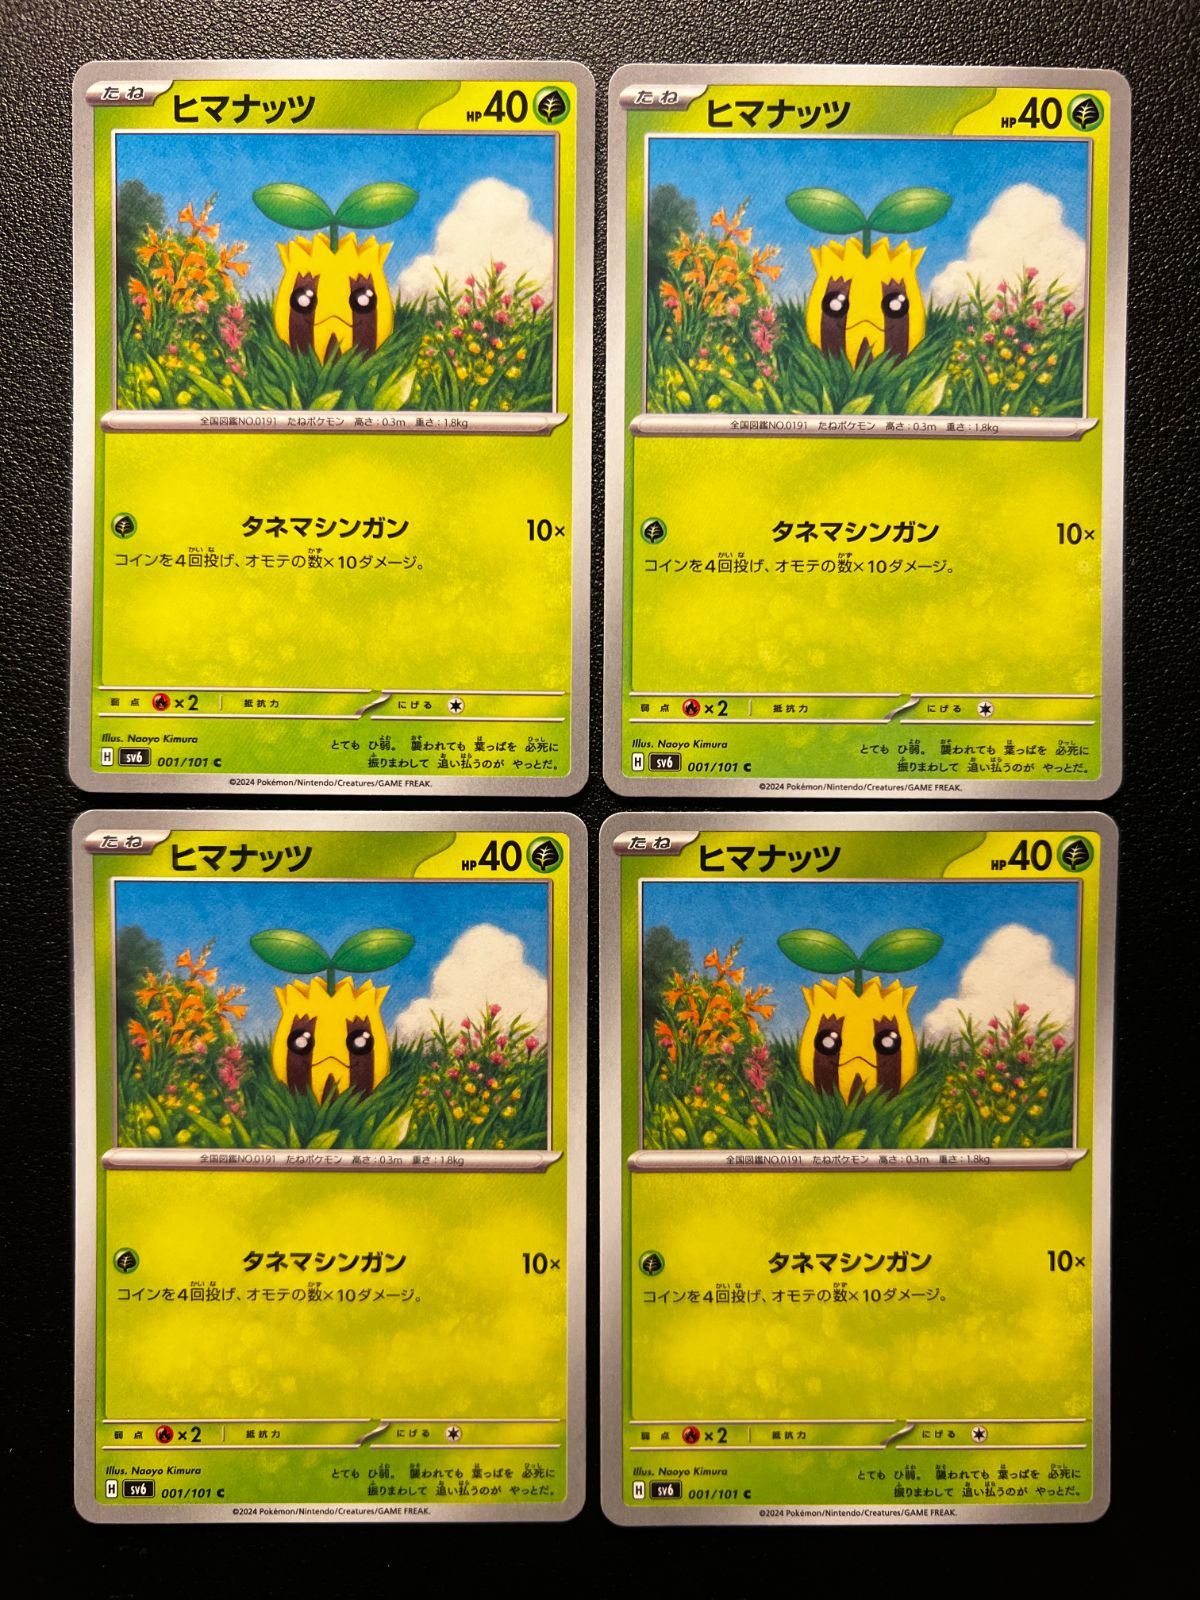 たね ヒマナッツ HP40
全国図鑑NO.0191 たねポケモン 高さ:0.3m 重さ:1.8kg
タネマシンガン 10×
コインを4回投げ、オモテの数×10ダメージ。
弱点 ×2 抵抗力 にげる
Illus. Naoyo Kimura
H sv6 001/101 C
とても ひ弱。 襲われても 葉っぱを 必死に
振りまわして 追い払うのが やっとだ。
©2024 Pokémon/Nintendo/Creatures/GAME FREAK.
たね ヒマナッツ HP40
全国図鑑NO.0191 たねポケモン 高さ:0.3m 重さ:1.8kg
タネマシンガン 10×
コインを4回投げ、オモテの数×10ダメージ。
弱点 ×2 抵抗力 にげる
Illus. Naoyo Kimura
H sv6 001/101 C
とても ひ弱。 襲われても 葉っぱを 必死に
振りまわして 追い払うのが やっとだ。
©2024 Pokémon/Nintendo/Creatures/GAME FREAK.
たね ヒマナッツ HP40
全国図鑑NO.0191 たねポケモン 高さ:0.3m 重さ:1.8kg
タネマシンガン 10×
コインを4回投げ、オモテの数×10ダメージ。
弱点 ×2 抵抗力 にげる
Illus. Naoyo Kimura
H sv6 001/101 C
とても ひ弱。 襲われても 葉っぱを 必死に
振りまわして 追い払うのが やっとだ。
©2024 Pokémon/Nintendo/Creatures/GAME FREAK.
たね ヒマナッツ HP40
全国図鑑NO.0191 たねポケモン 高さ:0.3m 重さ:1.8kg
タネマシンガン 10×
コインを4回投げ、オモテの数×10ダメージ。
弱点 ×2 抵抗力 にげる
Illus. Naoyo Kimura
H sv6 001/101 C
とても ひ弱。 襲われても 葉っぱを 必死に
振りまわして 追い払うのが やっとだ。
©2024 Pokémon/Nintendo/Creatures/GAME FREAK.